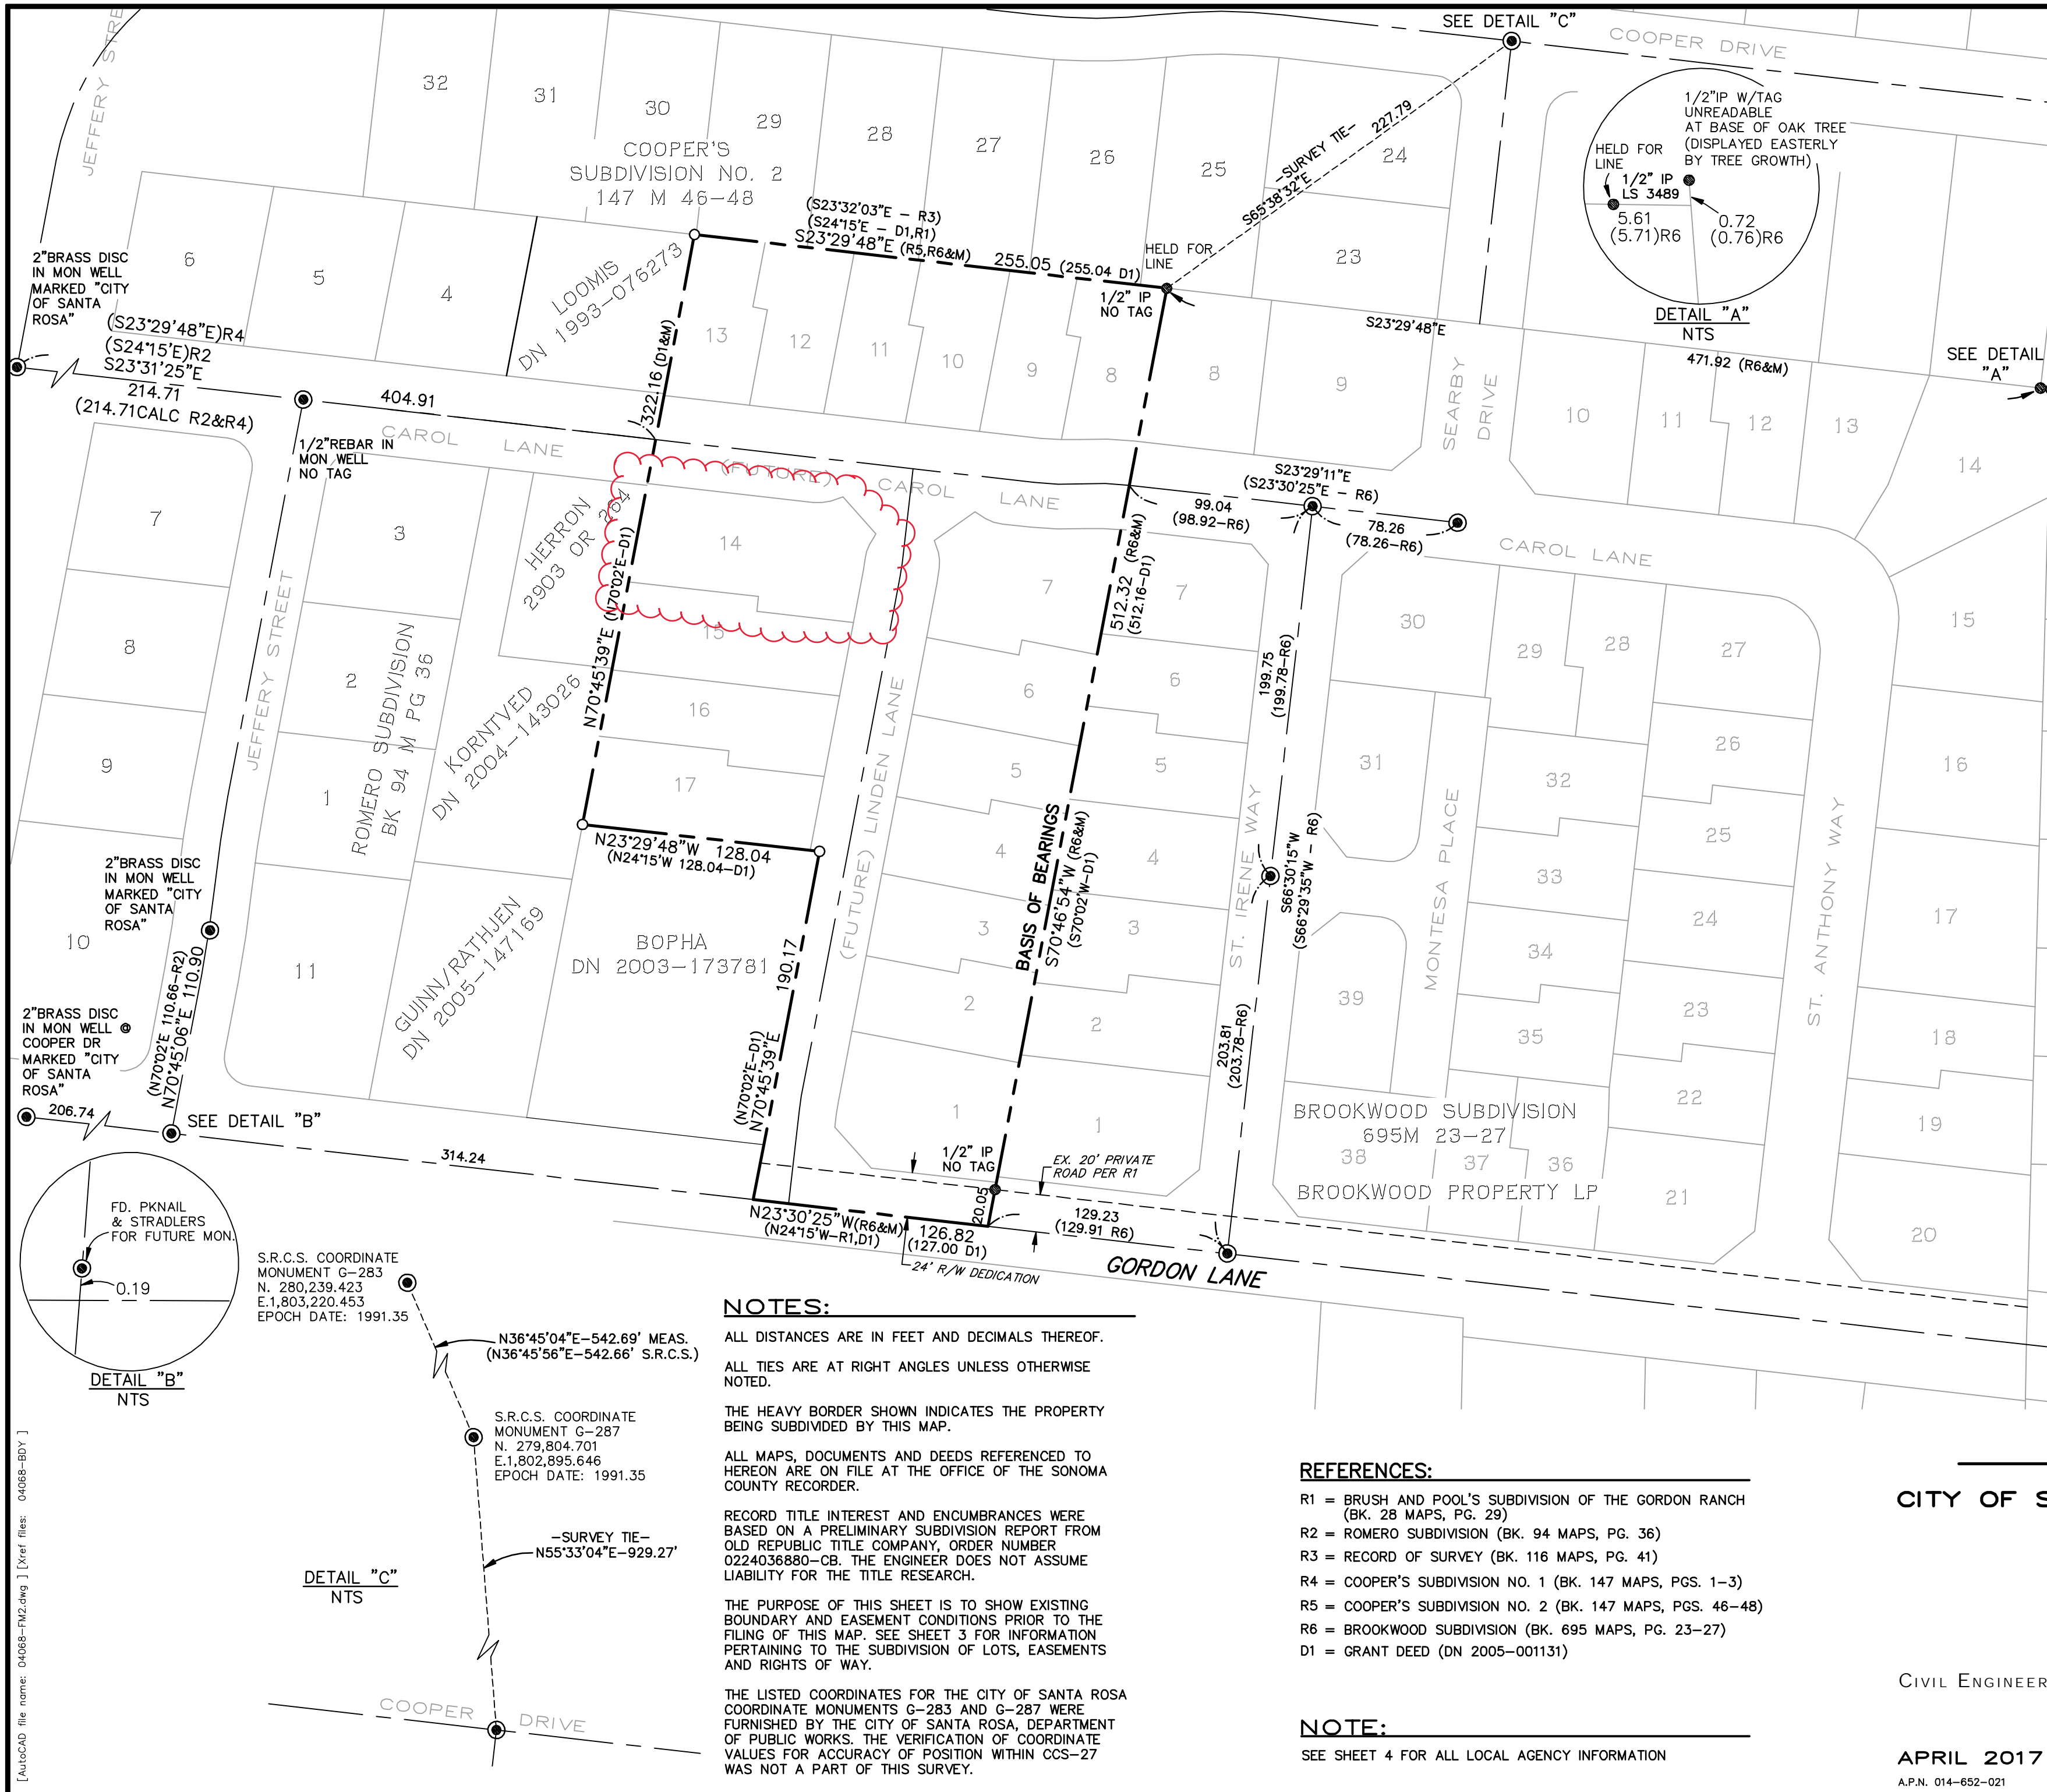 SEE DETAIL "C"
COOPER DRIVE
JEFFERY STRE
32
31
30
29
28
27
26
25
24
23
COOPER'S
SUBDIVISION NO. 2
147 M 46-48
-SURVEY TIE- 227.79
S65°38'32"E
1/2"IP W/TAG
UNREADABLE
AT BASE OF OAK TREE
(DISPLAYED EASTERLY
BY TREE GROWTH)
HELD FOR
LINE
1/2" IP
LS 3489
5.61
(5.71)R6
0.72
(0.76)R6
DETAIL "A"
NTS
(S23°32'03"E - R3)
(S24°15'E - D1,R1)
S23°29'48"E (R5,R6&M)
255.05 (255.04 D1)
HELD FOR
LINE
1/2" IP
NO TAG
S23°29'48"E
471.92 (R6&M)
SEE DETAIL
"A"
2"BRASS DISC
IN MON WELL
MARKED "CITY
OF SANTA
ROSA"
6
5
4
LOOMIS
DN 1993-076273
(S23°29'48"E)R4
(S24°15'E)R2
S23°31'25"E
214.71
(214.71CALC R2&R4)
404.91
322.16 (D1&M)
13
12
11
10
9
8
8
9
SEARBY
DRIVE
10
11
12
13
14
1/2"REBAR IN
MON WELL
NO TAG
CAROL LANE
(FUTURE)
CAROL LANE
S23°29'11"E
(S23°30'25"E - R6)
99.04
(98.92-R6)
78.26
(78.26-R6)
CAROL LANE
7
8
9
10
JEFFERY STREET
3
2
1
11
ROMERO SUBDIVISION
BK 94 M PG 36
HERRON
2903 OR 264
KORNTVED
DN 2004-143026
GUINN/RATHJEN
DN 2005-147169
BOPHA
DN 2003-173781
N70°45'39"E (N70°02'E-D1)
14
15
16
17
N23°29'48"W 128.04
(N24°15'W 128.04-D1)
190.17
(N70°02'E-D1)
N70°45'39"E
(FUTURE) LINDEN LANE
7
6
5
4
3
2
1
512.32 (R6&M)
(512.16-D1)
BASIS OF BEARINGS
S70°46'54"W (R6&M)
(S70°02'W-D1)
7
6
5
4
3
2
1
ST. IRENE WAY
199.75
(199.78-R6)
S66°30'15"W
(S66°29'35"W - R6)
203.81
(203.78-R6)
30
31
39
MONTESA PLACE
29
28
27
26
25
24
23
22
21
32
33
34
35
38
37
36
ST. ANTHONY WAY
15
16
17
18
19
20
BROOKWOOD SUBDIVISION
695M 23-27
BROOKWOOD PROPERTY LP
2"BRASS DISC
IN MON WELL
MARKED "CITY
OF SANTA
ROSA"
2"BRASS DISC
IN MON WELL @
COOPER DR
MARKED "CITY
OF SANTA
ROSA"
(N70°02'E 110.66-R2)
N70°45'06"E 110.90
206.74
SEE DETAIL "B"
314.24
1/2" IP
NO TAG
EX. 20' PRIVATE
ROAD PER R1
20.05
N23°30'25"W(R6&M)
(N24°15'W-R1,D1)
126.82
(127.00 D1)
24' R/W DEDICATION
129.23
(129.91 R6)
GORDON LANE
FD. PKNAIL
& STRADLERS
FOR FUTURE MON.
0.19
DETAIL "B"
NTS
S.R.C.S. COORDINATE
MONUMENT G-283
N. 280,239.423
E.1,803,220.453
EPOCH DATE: 1991.35
N36°45'04"E-542.69' MEAS.
(N36°45'56"E-542.66' S.R.C.S.)
S.R.C.S. COORDINATE
MONUMENT G-287
N. 279,804.701
E.1,802,895.646
EPOCH DATE: 1991.35
-SURVEY TIE-
N55°33'04"E-929.27'
DETAIL "C"
NTS
COOPER DRIVE
NOTES:
ALL DISTANCES ARE IN FEET AND DECIMALS THEREOF.
ALL TIES ARE AT RIGHT ANGLES UNLESS OTHERWISE
NOTED.
THE HEAVY BORDER SHOWN INDICATES THE PROPERTY
BEING SUBDIVIDED BY THIS MAP.
ALL MAPS, DOCUMENTS AND DEEDS REFERENCED TO
HEREON ARE ON FILE AT THE OFFICE OF THE SONOMA
COUNTY RECORDER.
RECORD TITLE INTEREST AND ENCUMBRANCES WERE
BASED ON A PRELIMINARY SUBDIVISION REPORT FROM
OLD REPUBLIC TITLE COMPANY, ORDER NUMBER
0224036880-CB. THE ENGINEER DOES NOT ASSUME
LIABILITY FOR THE TITLE RESEARCH.
THE PURPOSE OF THIS SHEET IS TO SHOW EXISTING
BOUNDARY AND EASEMENT CONDITIONS PRIOR TO THE
FILING OF THIS MAP. SEE SHEET 3 FOR INFORMATION
PERTAINING TO THE SUBDIVISION OF LOTS, EASEMENTS
AND RIGHTS OF WAY.
THE LISTED COORDINATES FOR THE CITY OF SANTA ROSA
COORDINATE MONUMENTS G-283 AND G-287 WERE
FURNISHED BY THE CITY OF SANTA ROSA, DEPARTMENT
OF PUBLIC WORKS. THE VERIFICATION OF COORDINATE
VALUES FOR ACCURACY OF POSITION WITHIN CCS-27
WAS NOT A PART OF THIS SURVEY.
REFERENCES:
R1 = BRUSH AND POOL'S SUBDIVISION OF THE GORDON RANCH
(BK. 28 MAPS, PG. 29)
R2 = ROMERO SUBDIVISION (BK. 94 MAPS, PG. 36)
R3 = RECORD OF SURVEY (BK. 116 MAPS, PG. 41)
R4 = COOPER'S SUBDIVISION NO. 1 (BK. 147 MAPS, PGS. 1-3)
R5 = COOPER'S SUBDIVISION NO. 2 (BK. 147 MAPS, PGS. 46-48)
R6 = BROOKWOOD SUBDIVISION (BK. 695 MAPS, PG. 23-27)
D1 = GRANT DEED (DN 2005-001131)
NOTE:
SEE SHEET 4 FOR ALL LOCAL AGENCY INFORMATION
CITY OF S
CIVIL ENGINEER
APRIL 2017
A.P.N. 014-652-021
[AutoCAD file name: 04068-FM2.dwg ] [Xref files: 04068-BDY ]